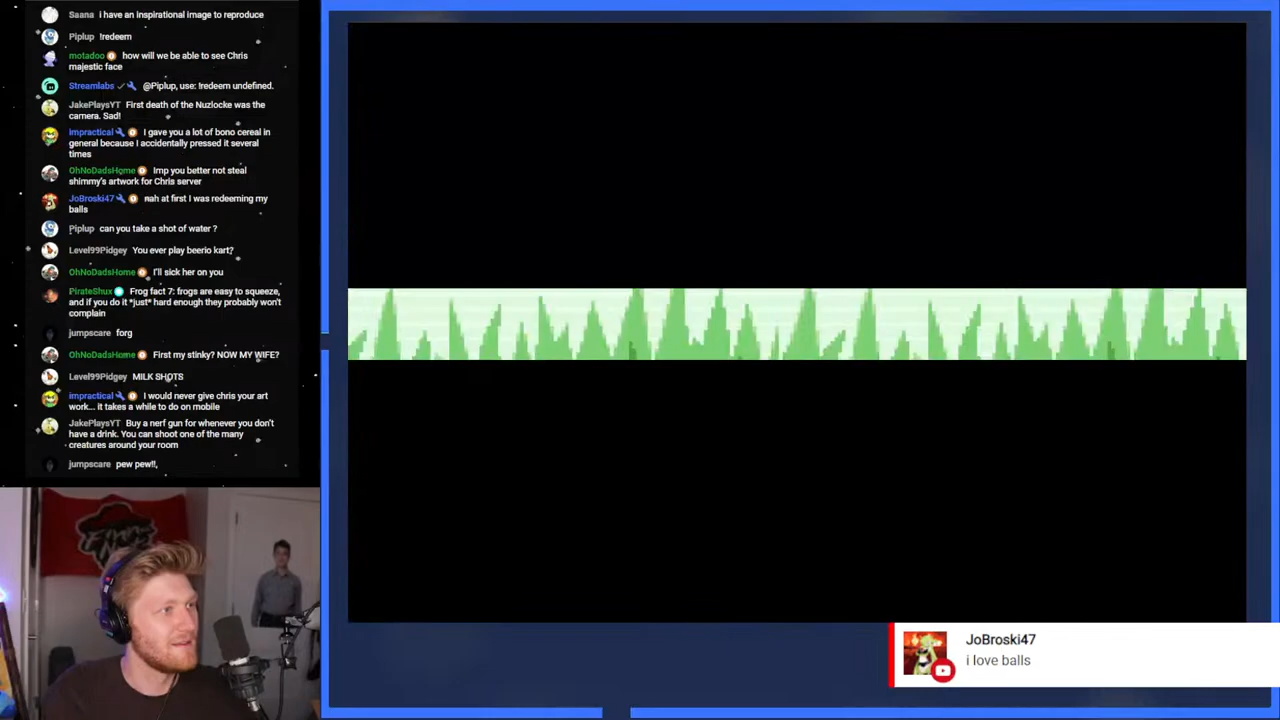 Saana i have an inspirational image to reproduce
Piplup !redeem
motadoo how will we be able to see Chris
majestic face
Streamlabs @Piplup, use: !redeem undefined.
JakePlaysYT First death of the Nuzlocke was the
camera. Sad!
Impractical I gave you a lot of bono cereal in
general because I accidentally pressed it several
times
OhNoDadsHome Imp you better not steal
shimmy's artwork for Chris server
JoBroski47 nah at first I was redeeming my
balls
Piplup can you take a shot of water ?
Level99Pidgey You ever play beerio kart?
OhNoDadsHome I'll sick her on you
PirateShux Frog fact 7: frogs are easy to squeeze,
and if you do it *just* hard enough they probably won't
complain
jumpscare forg
OhNoDadsHome First my stinky? NOW MY WIFE?
Level99Pidgey MILK SHOTS
impractical I would never give chris your art
work... it takes a while to do on mobile
JakePlaysYT Buy a nerf gun for whenever you don't
have a drink. You can shoot one of the many
creatures around your room
jumpscare pew pew!!,
JoBroski47
i love balls